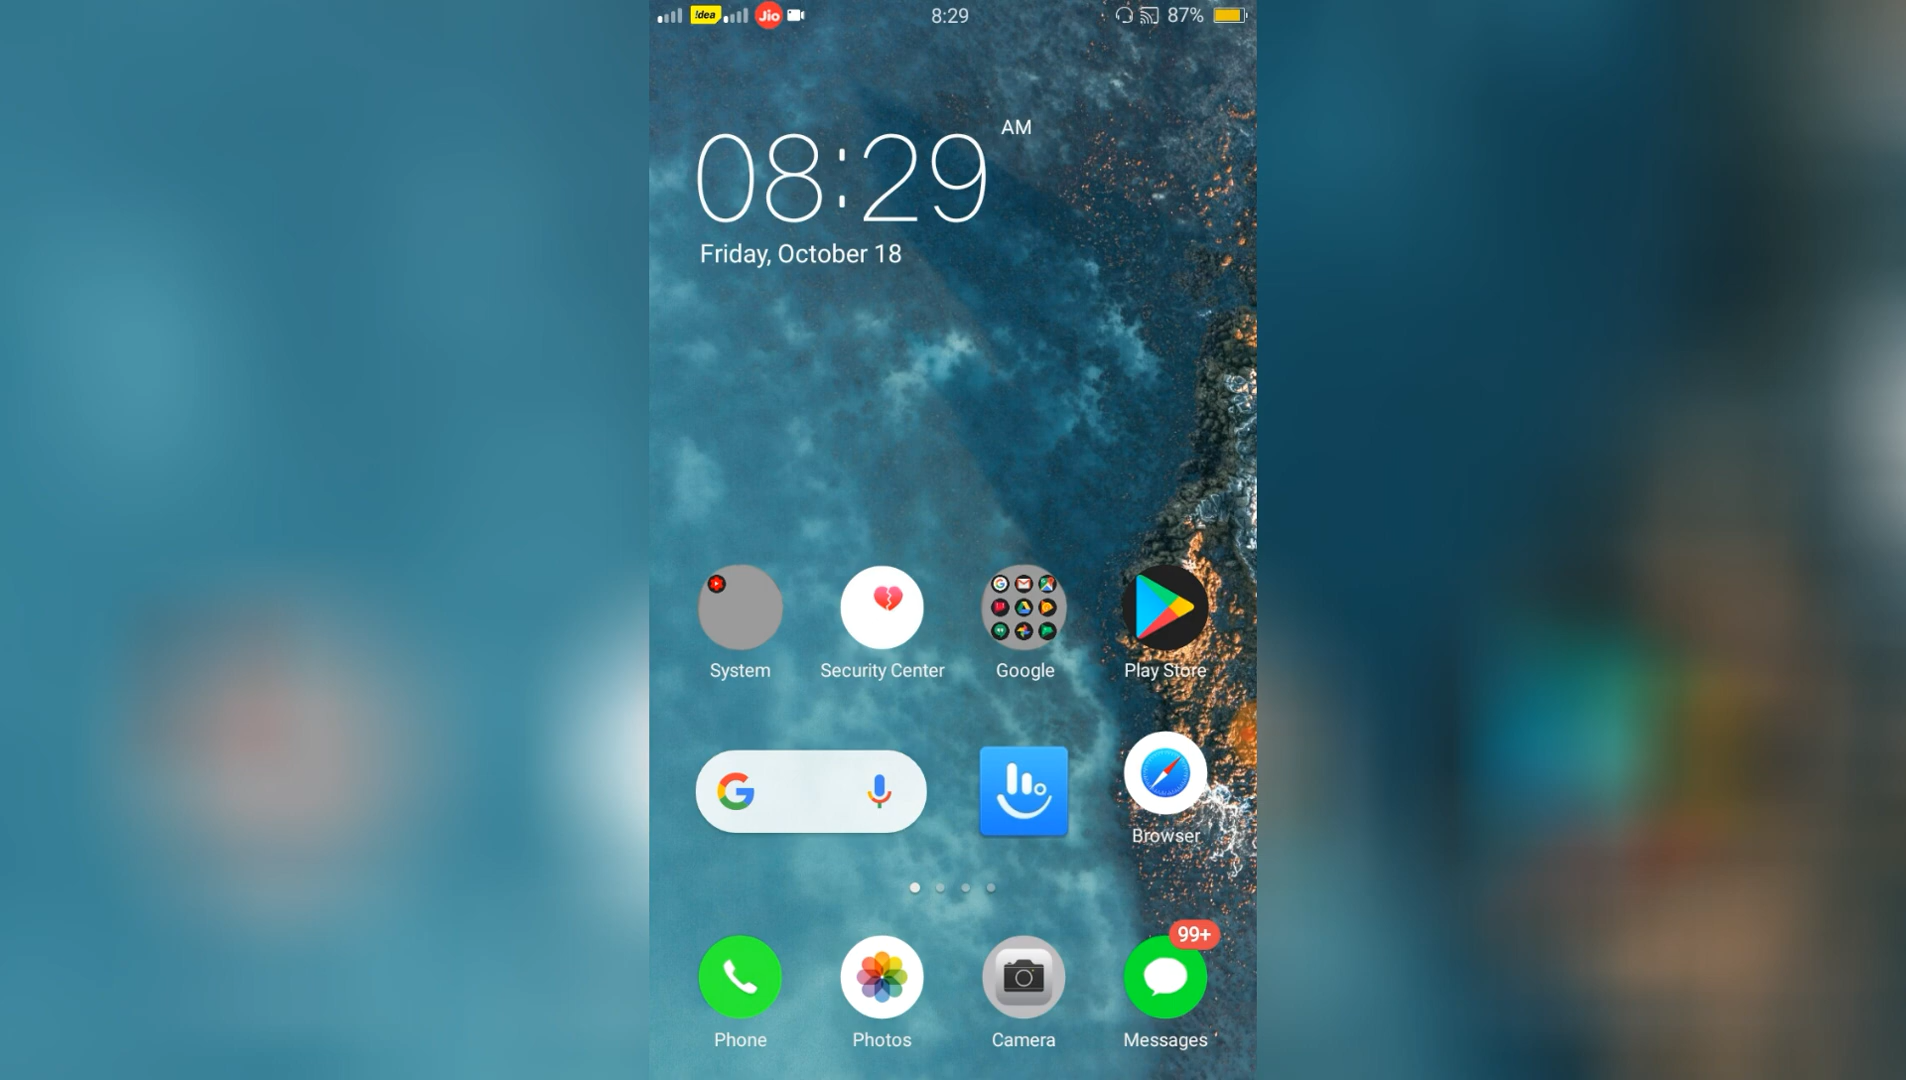 !dea Jio 8:29 87%
AM
08:29
Friday, October 18
System Security Center Google Play Store
Browser
99+
Phone Photos Camera Messages